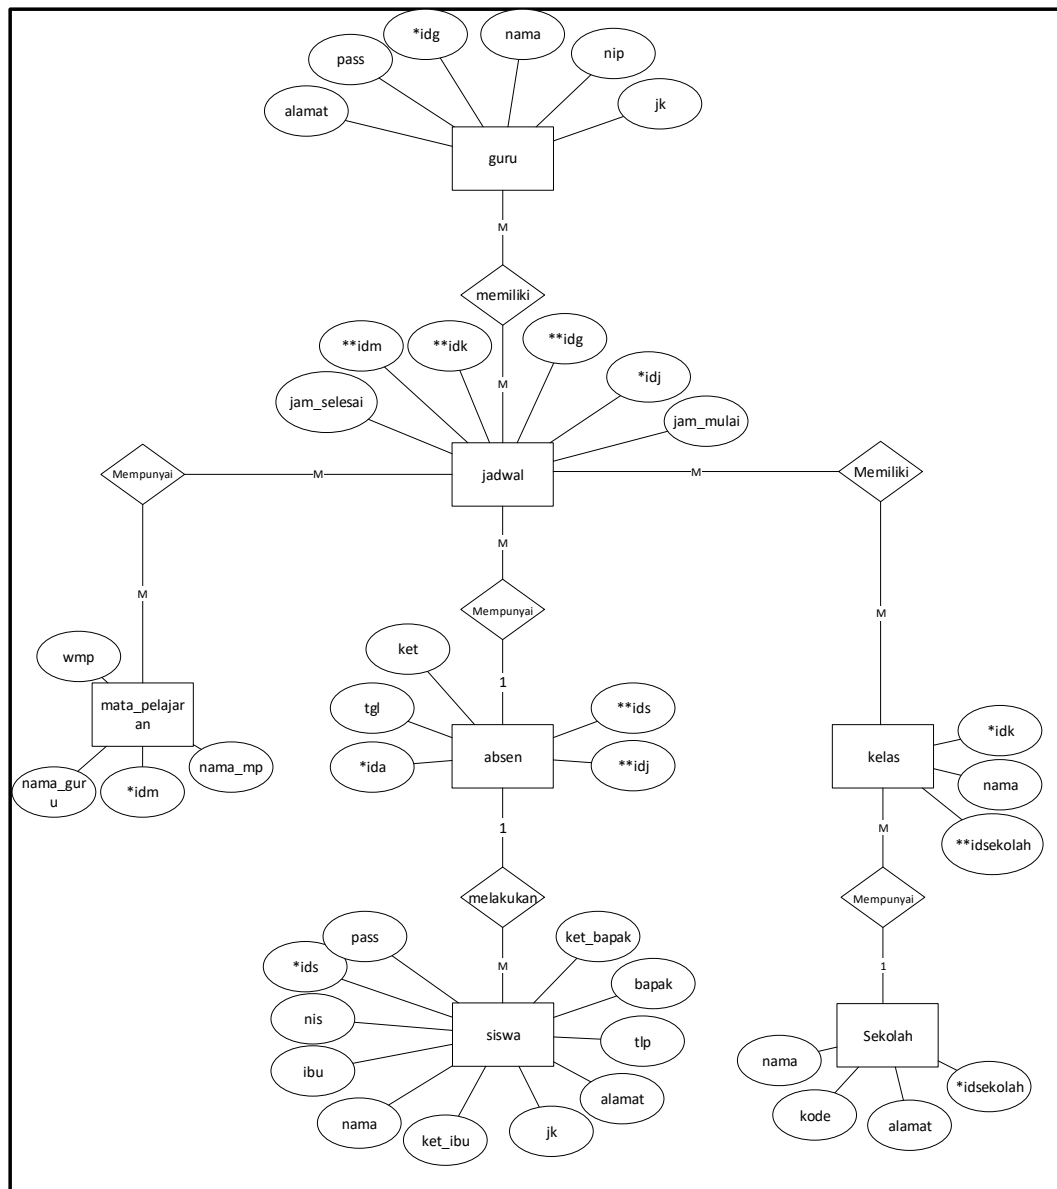 *idg
nama
pass
nip
alamat
jk
guru
M
memiliki
**idm
**idk
**idg
*idj
M
jam_selesai
jam_mulai
Mempunyai
M
jadwal
M
Memiliki
M
M
Mempunyai
M
ket
wmp
1
mata_pelajar
an
tgl
**ids
absen
*idk
kelas
nama_mp
*ida
**idj
nama
nama_gur
u
*idm
1
M
**idsekolah
melakukan
Mempunyai
pass
ket_bapak
*ids
M
1
bapak
nis
siswa
tlp
Sekolah
ibu
nama
*idsekolah
alamat
nama
kode
alamat
ket_ibu
jk